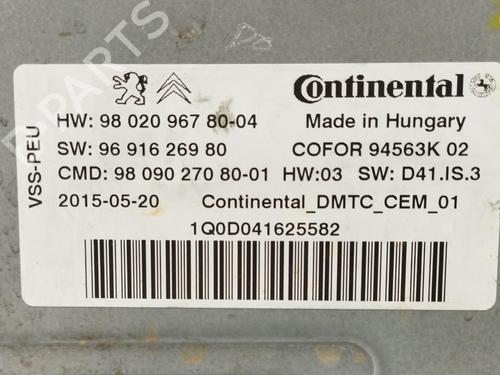 Continental
HW: 98 020 967 80-04 Made in Hungary
SW: 96 916 269 80 COFOR 94563K 02
CMD: 98 090 270 80-01 HW:03 SW: D41.IS.3
2015-05-20 Continental_DMTC_CEM_01
1Q0D041625582
VSS-PEU